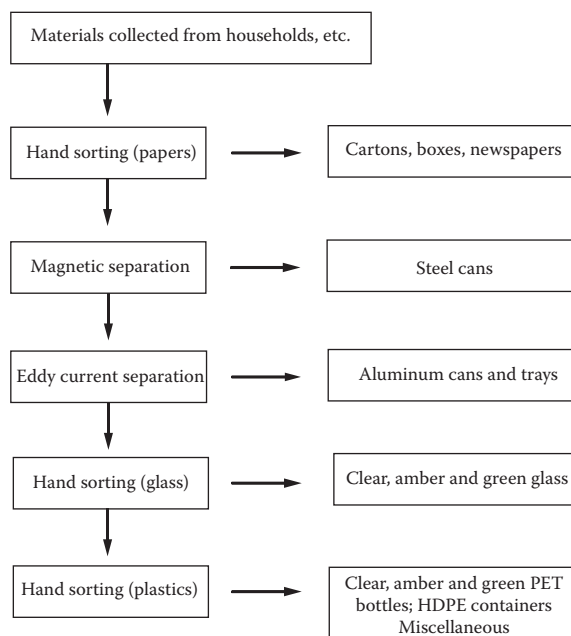 Materials collected from households, etc.
Hand sorting (papers)
Cartons, boxes, newspapers
Magnetic separation
Steel cans
Eddy current separation
Aluminum cans and trays
Hand sorting (glass)
Clear, amber and green glass
Hand sorting (plastics)
Clear, amber and green PET
bottles; HDPE containers
Miscellaneous